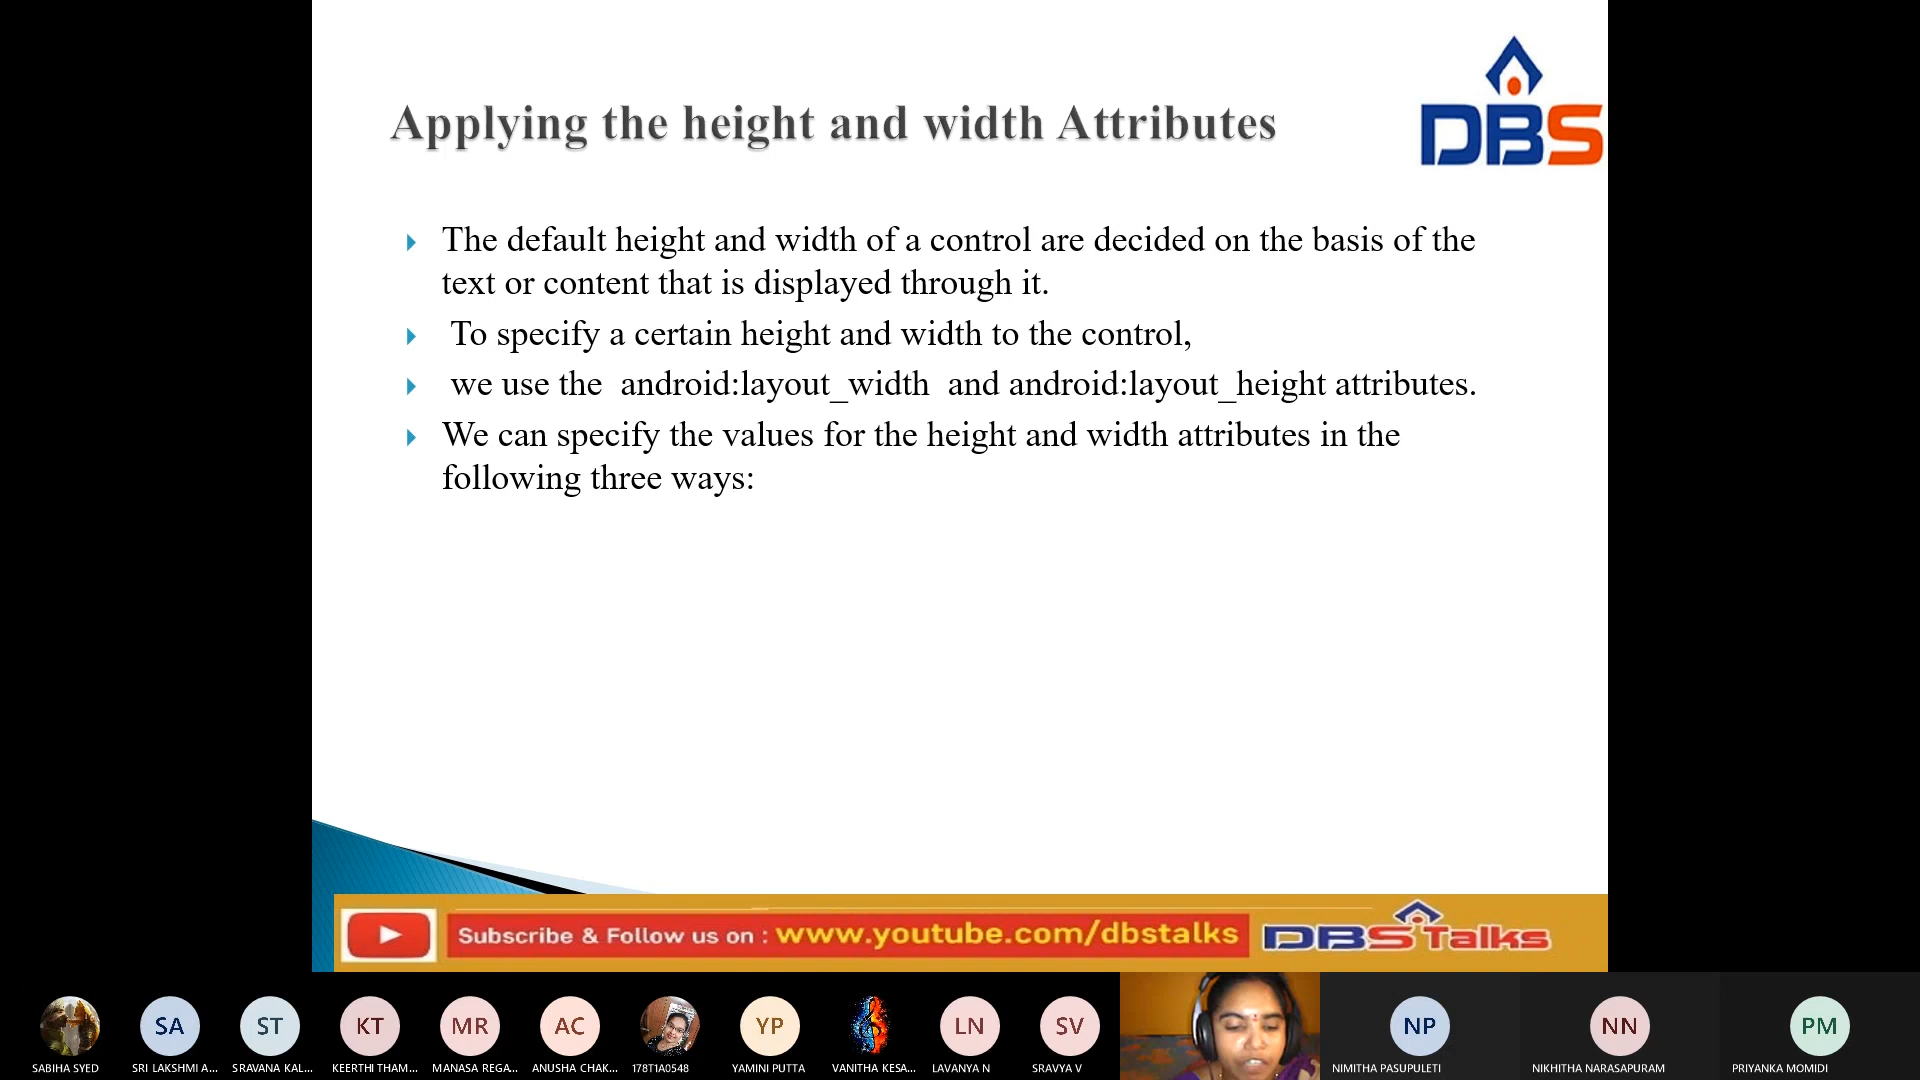 Applying the height and width Attributes
DBS
The default height and width of a control are decided on the basis of the
text or content that is displayed through it.
To specify a certain height and width to the control,
we use the android:layout_width and android:layout_height attributes.
We can specify the values for the height and width attributes in the
following three ways:
Subscribe & Follow us on : www.youtube.com/dbstalks DBS Talks
SA ST KT MR AC YP LN SV NP NN PM
SABIHA SYED SRI LAKSHMI A... SRAVANA KAL... KEERTHI THAM... MANASA REGA... ANUSHA CHAK... 178T1A0548 YAMINI PUTTA VANITHA KESA... LAVANYA N SRAVYA V NIMITHA PASUPULETI NIKHITHA NARASAPURAM PRIYANKA MOMIDI